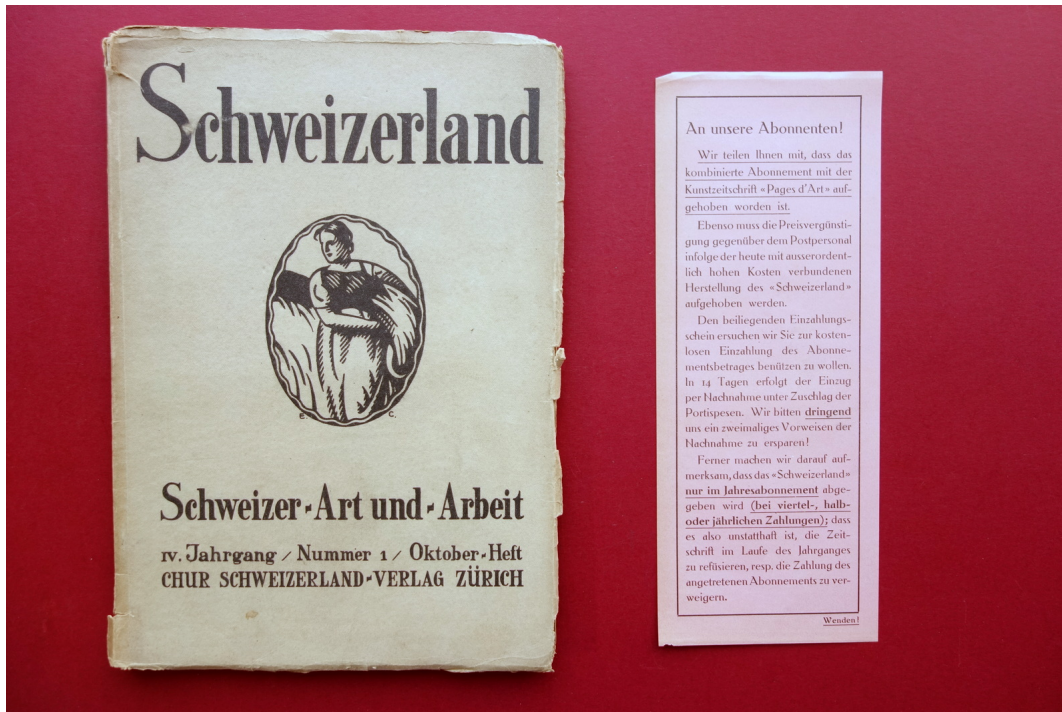 Schweizerland
E. C.
Schweizer-Art und-Arbeit
IV. Jahrgang / Nummer 1 / Oktober-Heft
CHUR SCHWEIZERLAND-VERLAG ZÜRICH
An unsere Abonnenten!
Wir teilen Ihnen mit, dass das
kombinierte Abonnement mit der
Kunstzeitschrift «Pages d'Art» auf-
gehoben worden ist.
Ebenso muss die Preisvergünsti-
gung gegenüber dem Postpersonal
infolge der heute mit ausserordent-
lich hohen Kosten verbundenen
Herstellung des «Schweizerland»
aufgehoben werden.
Den beiliegenden Einzahlungs-
schein ersuchen wir Sie zur kosten-
losen Einzahlung des Abonne-
mentsbetrages benützen zu wollen.
In 14 Tagen erfolgt der Einzug
per Nachnahme unter Zuschlag der
Portispesen. Wir bitten dringend
uns ein zweimaliges Vorweisen der
Nachnahme zu ersparen!
Ferner machen wir darauf auf-
merksam, dass das «Schweizerland»
nur im Jahresabonnement abge-
geben wird (bei viertel-, halb-
oder jährlichen Zahlungen); dass
es also unstatthaft ist, die Zeit-
schrift im Laufe des Jahrganges
zu refüsieren, resp. die Zahlung des
angetretenen Abonnements zu ver-
weigern.
Wenden!